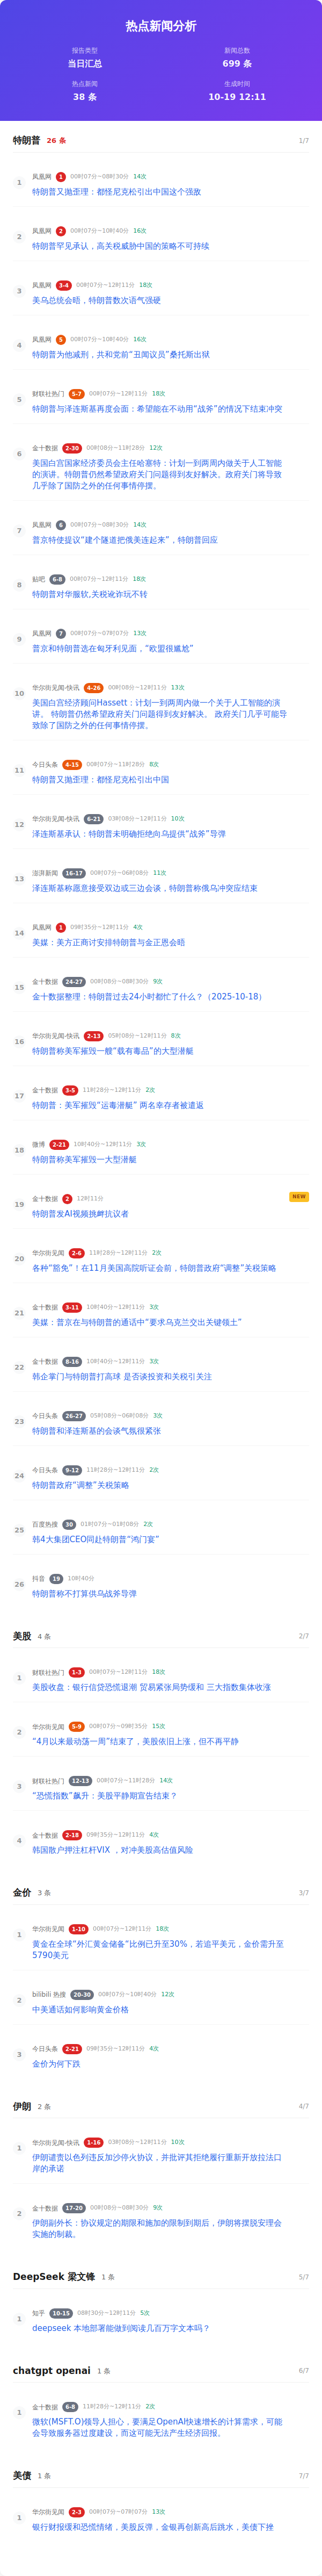 热点新闻分析
报告类型
当日汇总
新闻总数
699 条
热点新闻
38 条
生成时间
10-19 12:11
特朗普 26 条 1/7
1
凤凰网 1 00时07分~08时30分 14次
特朗普又抛歪理：都怪尼克松引出中国这个强敌
2
凤凰网 2 00时07分~10时40分 16次
特朗普罕见承认，高关税威胁中国的策略不可持续
3
凤凰网 3-4 00时07分~12时11分 18次
美乌总统会晤，特朗普数次语气强硬
4
凤凰网 5 00时07分~10时40分 16次
特朗普为他减刑，共和党前“丑闻议员”桑托斯出狱
5
财联社热门 5-7 00时07分~12时11分 18次
特朗普与泽连斯基再度会面：希望能在不动用“战斧”的情况下结束冲突
6
金十数据 2-30 00时08分~11时28分 12次
美国白宫国家经济委员会主任哈塞特：计划一到两周内做关于人工智能
的演讲。特朗普仍然希望政府关门问题得到友好解决。政府关门将导致
几乎除了国防之外的任何事情停摆。
7
凤凰网 6 00时07分~08时30分 14次
普京特使提议“建个隧道把俄美连起来”，特朗普回应
8
贴吧 6-8 00时07分~12时11分 18次
特朗普对华服软,关税讹诈玩不转
9
凤凰网 7 00时07分~07时07分 13次
普京和特朗普选在匈牙利见面，“欧盟很尴尬”
10
华尔街见闻-快讯 4-26 00时08分~12时11分 13次
美国白宫经济顾问Hassett：计划一到两周内做一个关于人工智能的演
讲。 特朗普仍然希望政府关门问题得到友好解决。 政府关门几乎可能导
致除了国防之外的任何事情停摆。
11
今日头条 4-15 00时07分~11时28分 8次
特朗普又抛歪理：都怪尼克松引出中国
12
华尔街见闻-快讯 6-21 03时08分~12时11分 10次
泽连斯基承认：特朗普未明确拒绝向乌提供“战斧”导弹
13
澎湃新闻 16-17 00时07分~06时08分 11次
泽连斯基称愿意接受双边或三边会谈，特朗普称俄乌冲突应结束
14
凤凰网 1 09时35分~12时11分 4次
美媒：美方正商讨安排特朗普与金正恩会晤
15
金十数据 24-27 00时08分~08时30分 9次
金十数据整理：特朗普过去24小时都忙了什么？（2025-10-18）
16
华尔街见闻-快讯 2-13 05时08分~12时11分 8次
特朗普称美军摧毁一艘“载有毒品”的大型潜艇
17
金十数据 3-5 11时28分~12时11分 2次
特朗普：美军摧毁“运毒潜艇” 两名幸存者被遣返
18
微博 2-21 10时40分~12时11分 3次
特朗普称美军摧毁一大型潜艇
19
金十数据 2 12时11分 NEW
特朗普发AI视频挑衅抗议者
20
华尔街见闻 2-6 11时28分~12时11分 2次
各种“豁免”！在11月美国高院听证会前，特朗普政府“调整”关税策略
21
金十数据 3-11 10时40分~12时11分 3次
美媒：普京在与特朗普的通话中“要求乌克兰交出关键领土”
22
金十数据 8-16 10时40分~12时11分 3次
韩企掌门与特朗普打高球 是否谈投资和关税引关注
23
今日头条 26-27 05时08分~06时08分 3次
特朗普和泽连斯基的会谈气氛很紧张
24
今日头条 9-12 11时28分~12时11分 2次
特朗普政府“调整”关税策略
25
百度热搜 30 01时07分~01时08分 2次
韩4大集团CEO同赴特朗普“鸿门宴”
26
抖音 19 10时40分
特朗普称不打算供乌战斧导弹
美股 4 条 2/7
1
财联社热门 1-3 00时07分~12时11分 18次
美股收盘：银行信贷恐慌退潮 贸易紧张局势缓和 三大指数集体收涨
2
华尔街见闻 5-9 00时07分~09时35分 15次
“4月以来最动荡一周”结束了，美股依旧上涨，但不再平静
3
财联社热门 12-13 00时07分~11时28分 14次
“恐慌指数”飙升：美股平静期宣告结束？
4
金十数据 2-18 09时35分~12时11分 4次
韩国散户押注杠杆VIX ，对冲美股高估值风险
金价 3 条 3/7
1
华尔街见闻 1-10 00时07分~12时11分 18次
黄金在全球“外汇黄金储备”比例已升至30%，若追平美元，金价需升至
5790美元
2
bilibili 热搜 20-30 00时07分~10时40分 12次
中美通话如何影响黄金价格
3
今日头条 2-21 09时35分~12时11分 4次
金价为何下跌
伊朗 2 条 4/7
1
华尔街见闻-快讯 1-16 03时08分~12时11分 10次
伊朗谴责以色列违反加沙停火协议，并批评其拒绝履行重新开放拉法口
岸的承诺
2
金十数据 17-20 00时08分~08时30分 9次
伊朗副外长：协议规定的期限和施加的限制到期后，伊朗将摆脱安理会
实施的制裁。
DeepSeek 梁文锋 1 条 5/7
1
知乎 10-15 08时30分~12时11分 5次
deepseek 本地部署能做到阅读几百万字文本吗？
chatgpt openai 1 条 6/7
1
金十数据 6-8 11时28分~12时11分 2次
微软(MSFT.O)领导人担心，要满足OpenAI快速增长的计算需求，可能
会导致服务器过度建设，而这可能无法产生经济回报。
美债 1 条 7/7
1
华尔街见闻 2-3 00时07分~07时07分 13次
银行财报缓和恐慌情绪，美股反弹，金银再创新高后跳水，美债下挫